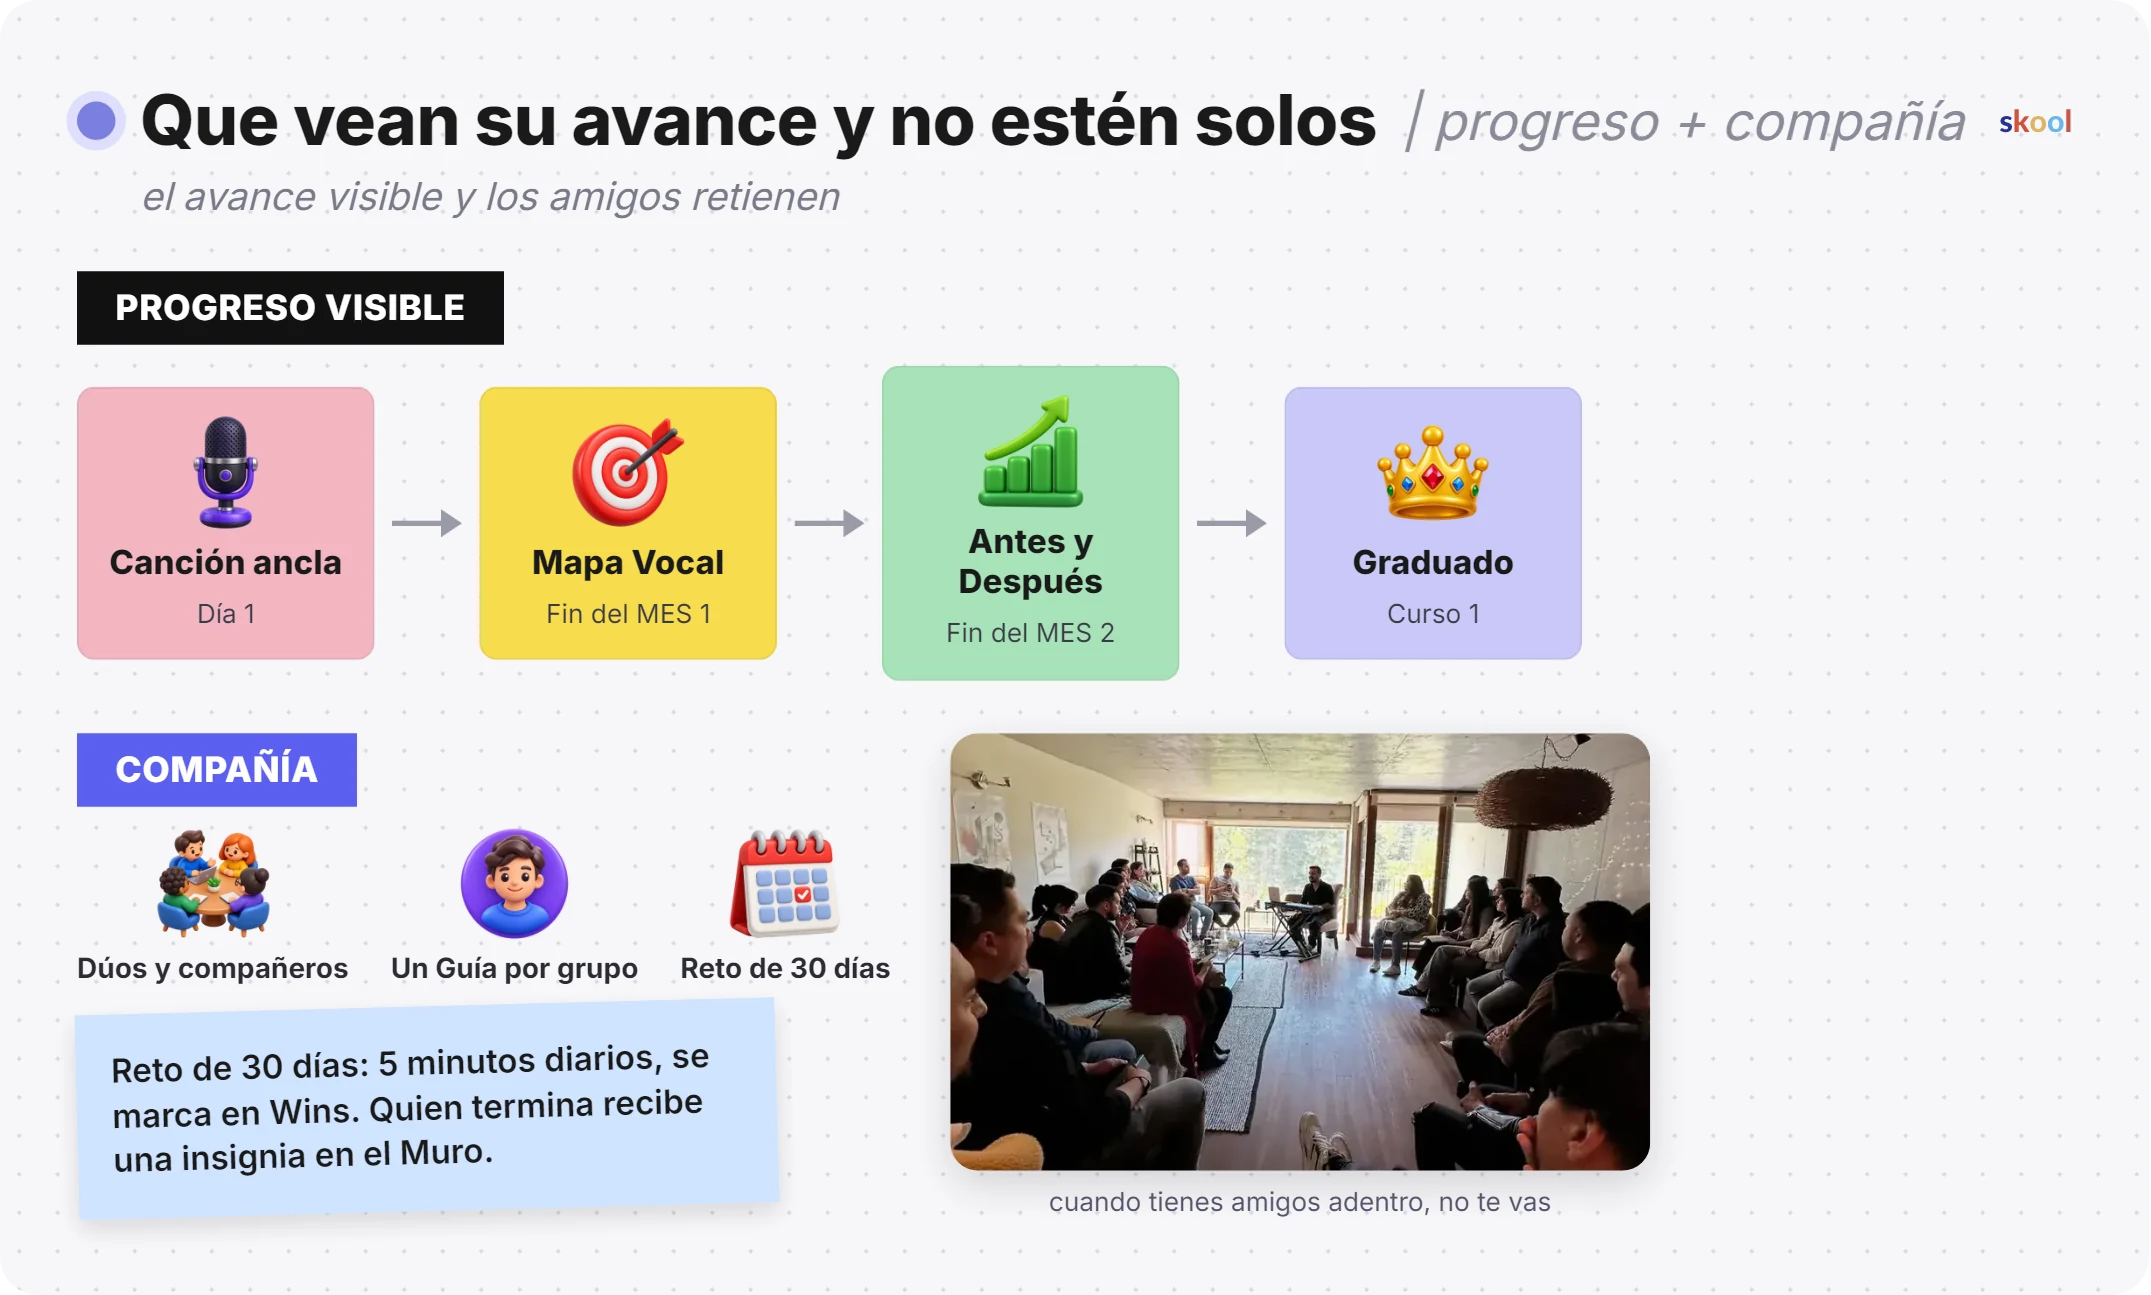 Que vean su avance y no estén solos | progreso + compañía skool
el avance visible y los amigos retienen
PROGRESO VISIBLE
Canción ancla
Día 1
Mapa Vocal
Fin del MES 1
Antes y
Después
Fin del MES 2
Graduado
Curso 1
COMPAÑÍA
Dúos y compañeros
Un Guía por grupo
Reto de 30 días
Reto de 30 días: 5 minutos diarios, se
marca en Wins. Quien termina recibe
una insignia en el Muro.
cuando tienes amigos adentro, no te vas